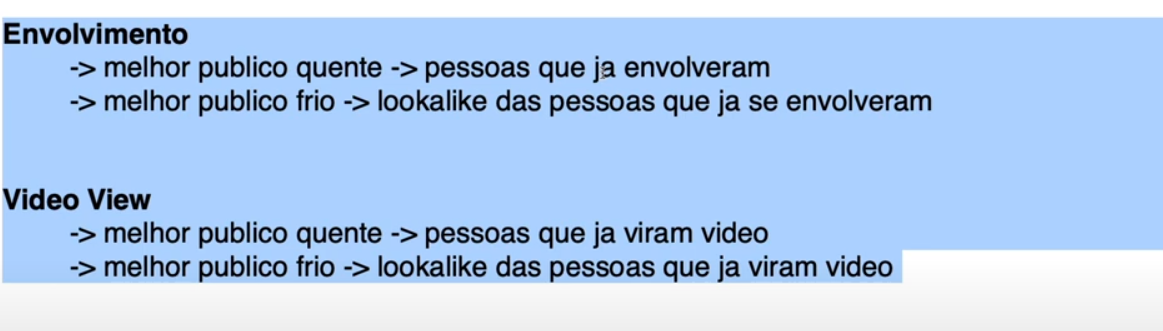 Envolvimento
-> melhor publico quente -> pessoas que ja envolveram
-> melhor publico frio -> lookalike das pessoas que ja se envolveram
Video View
-> melhor publico quente -> pessoas que ja viram video
-> melhor publico frio -> lookalike das pessoas que ja viram video